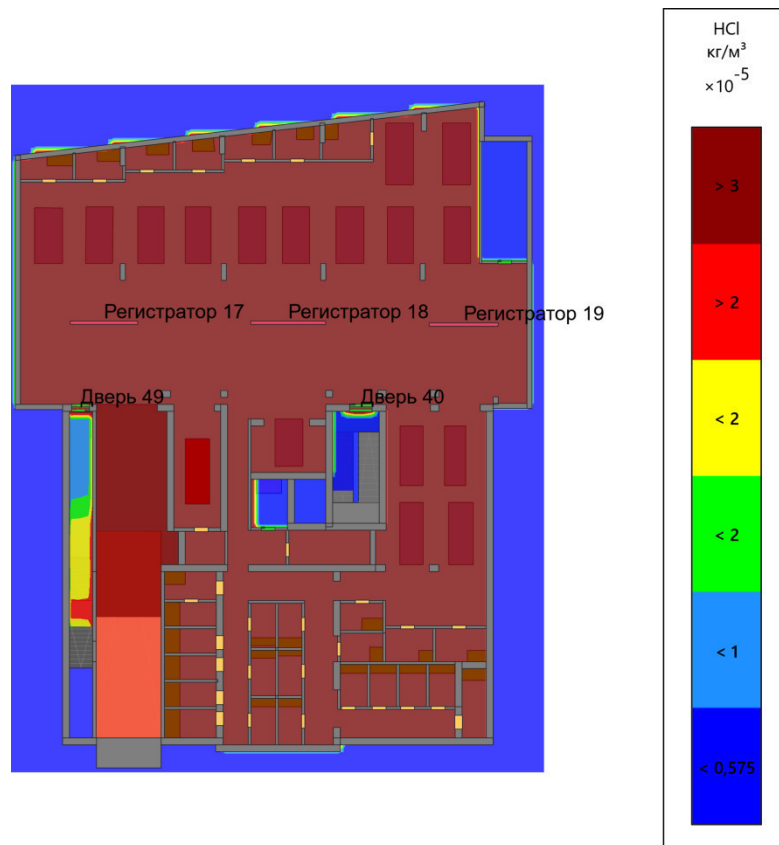 HCl
кг/м³
×10⁻⁵
Регистратор 17
Регистратор 18
Регистратор 19
Дверь 49
Дверь 40
> 3
> 2
< 2
< 2
< 1
< 0,575